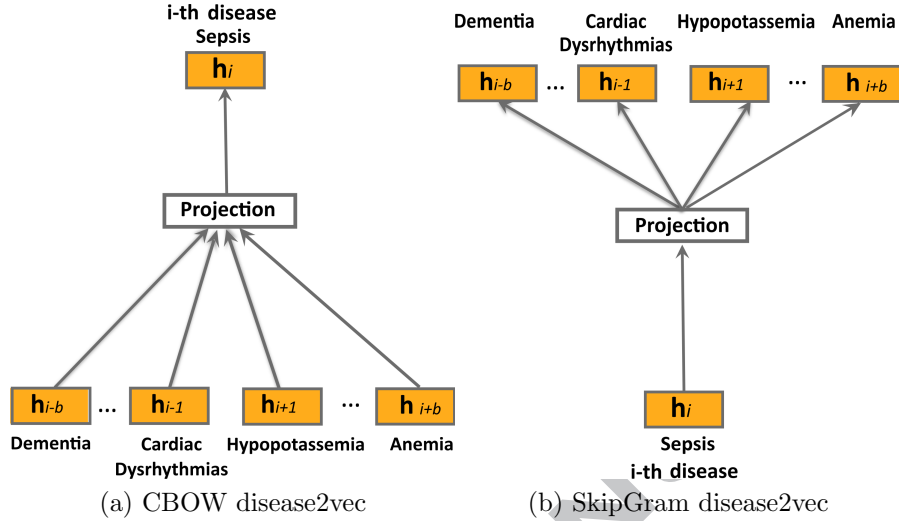 i-th disease
Sepsis
hi
Projection
hi-b ... hi-1 hi+1 ... h i+b
Dementia Cardiac Dysrhythmias Hypopotassemia Anemia
(a) CBOW disease2vec
Dementia Cardiac Dysrhythmias Hypopotassemia Anemia
hi-b ... hi-1 hi+1 ... h i+b
Projection
hi
Sepsis
i-th disease
(b) SkipGram disease2vec